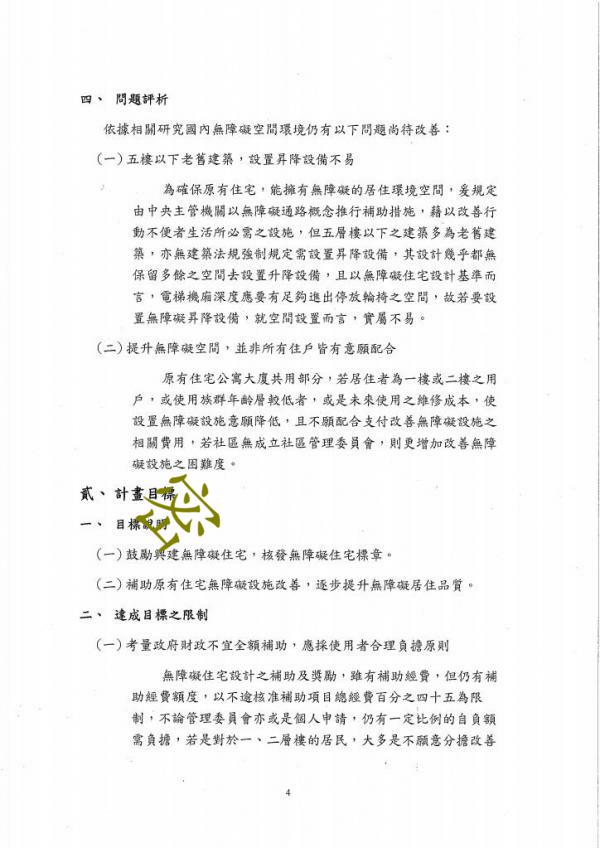 四、 問題評析
依據相關研究國內無障礙空間環境仍有以下問題尚待改善：
(一)五樓以下老舊建築，設置昇降設備不易
為確保原有住宅，能擁有無障礙的居住環境空間，爰規定
由中央主管機關以無障礙通路概念推行補助措施，藉以改善行
動不便者生活所必需之設施，但五層樓以下之建築多為老舊建
築，亦無建築法規強制規定需設置昇降設備，其設計幾乎都無
保留多餘之空間去設置升降設備，且以無障礙住宅設計基準而
言，電梯機廂深度應要有足夠進出停放輪椅之空間，故若要設
置無障礙昇降設備，就空間設置而言，實屬不易。
(二)提升無障礙空間，並非所有住戶皆有意願配合
原有住宅公寓大廈共用部分，若居住者為一樓或二樓之用
戶，或使用族群年齡層較低者，或是未來使用之維修成本，使
設置無障礙設施意願降低，且不願配合支付改善無障礙設施之
相關費用，若社區無成立社區管理委員會，則更增加改善無障
礙設施之困難度。
貳、計畫目標
密
一、 目標說明
(一)鼓勵興建無障礙住宅，核發無障礙住宅標章。
(二)補助原有住宅無障礙設施改善，逐步提升無障礙居住品質。
二、 達成目標之限制
(一)考量政府財政不宜全額補助，應採使用者合理負擔原則
無障礙住宅設計之補助及獎勵，雖有補助經費，但仍有補
助經費額度，以不逾核准補助項目總經費百分之四十五為限
制，不論管理委員會亦或是個人申請，仍有一定比例的自負額
需負擔，若是對於一、二層樓的居民，大多是不願意分擔改善
4